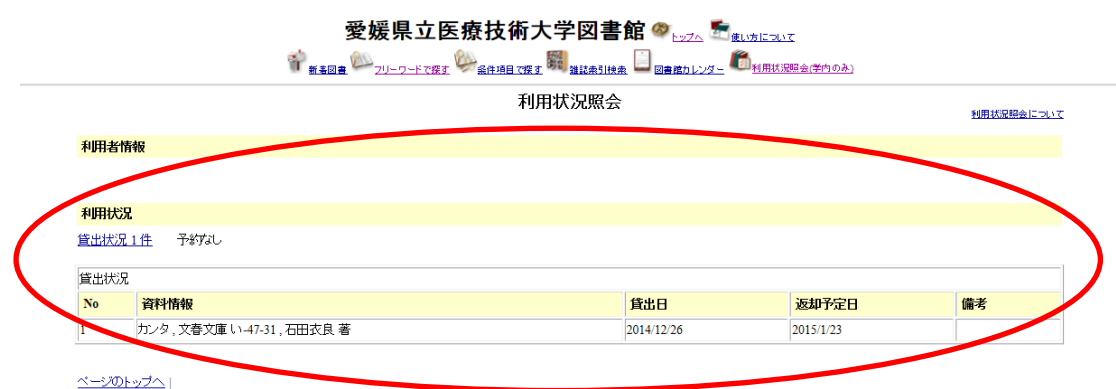 愛媛県立医療技術大学図書館 トップへ 使い方について
新着図書 フリーワードで探す 条件項目で探す 雑誌索引検索 図書館カレンダー 利用状況照会(学内のみ)
利用状況照会
利用状況照会について
利用者情報
利用状況
貸出状況 1 件 予約なし
貸出状況
No 資料情報 貸出日 返却予定日 備考
1 カンタ , 文春文庫 い-47-31 , 石田衣良 著 2014/12/26 2015/1/23
ページのトップへ |